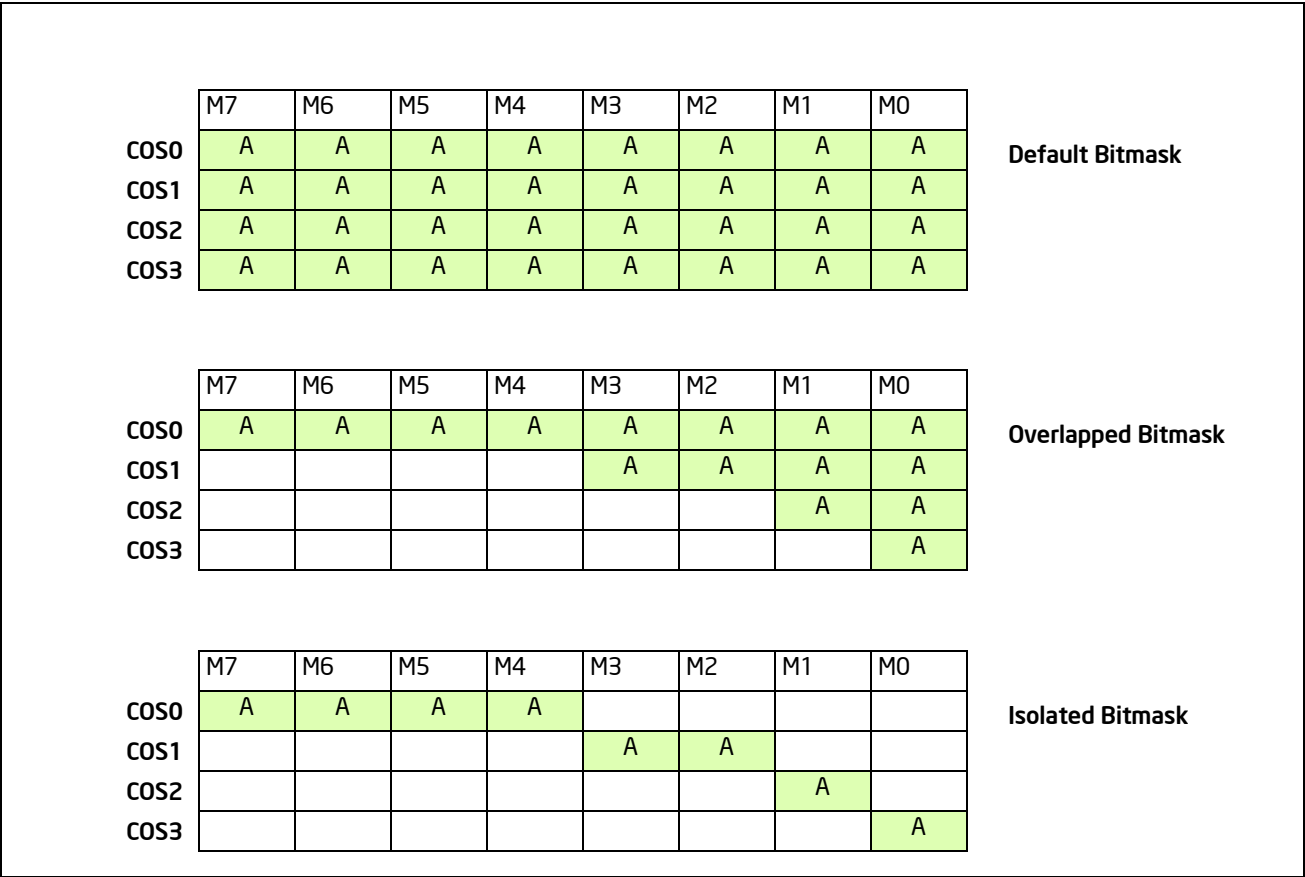 M7 M6 M5 M4 M3 M2 M1 M0
COS0 A A A A A A A A Default Bitmask
COS1 A A A A A A A A
COS2 A A A A A A A A
COS3 A A A A A A A A
M7 M6 M5 M4 M3 M2 M1 M0
COS0 A A A A A A A A Overlapped Bitmask
COS1 A A A A
COS2 A A
COS3 A
M7 M6 M5 M4 M3 M2 M1 M0
COS0 A A A A Isolated Bitmask
COS1 A A
COS2 A
COS3 A